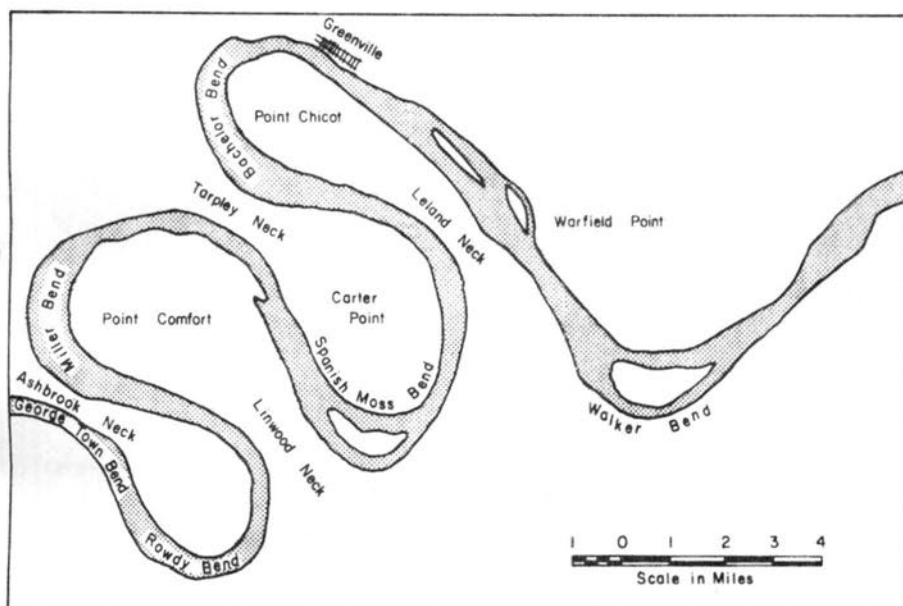 Greenville
Bachelor Bend
Point Chicot
Tarpley Neck
Leland Neck
Warfield Point
Miller Bend
Point Comfort
Carter
Point
Spanish Moss Bend
Ashbrook Neck
George Town Bend
Linwood Neck
Walker Bend
Rowdy Bend
1 0 1 2 3 4
Scale in Miles